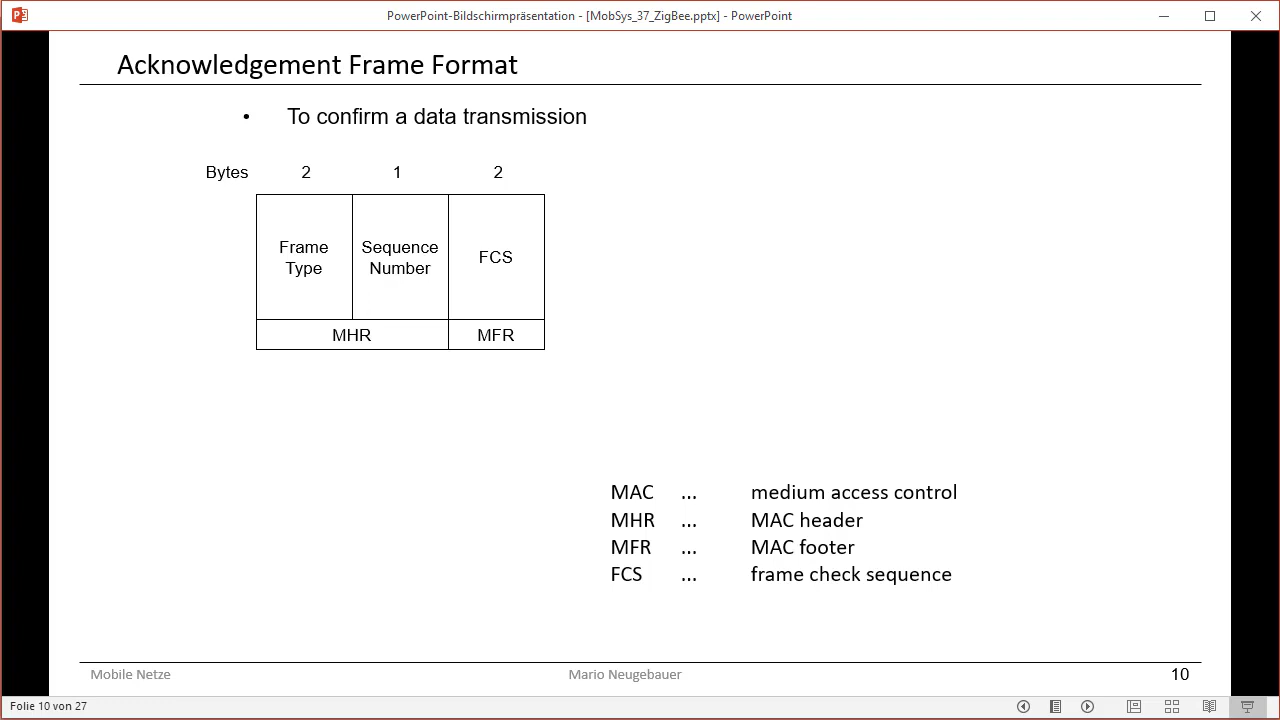 PowerPoint-Bildschirmpräsentation - [MobSys_37_ZigBee.pptx] - PowerPoint
Acknowledgement Frame Format
• To confirm a data transmission
Bytes 2 1 2
Frame Type
Sequence Number
FCS
MHR MFR
MAC ... medium access control
MHR ... MAC header
MFR ... MAC footer
FCS ... frame check sequence
Mobile Netze Mario Neugebauer 10
Folie 10 von 27